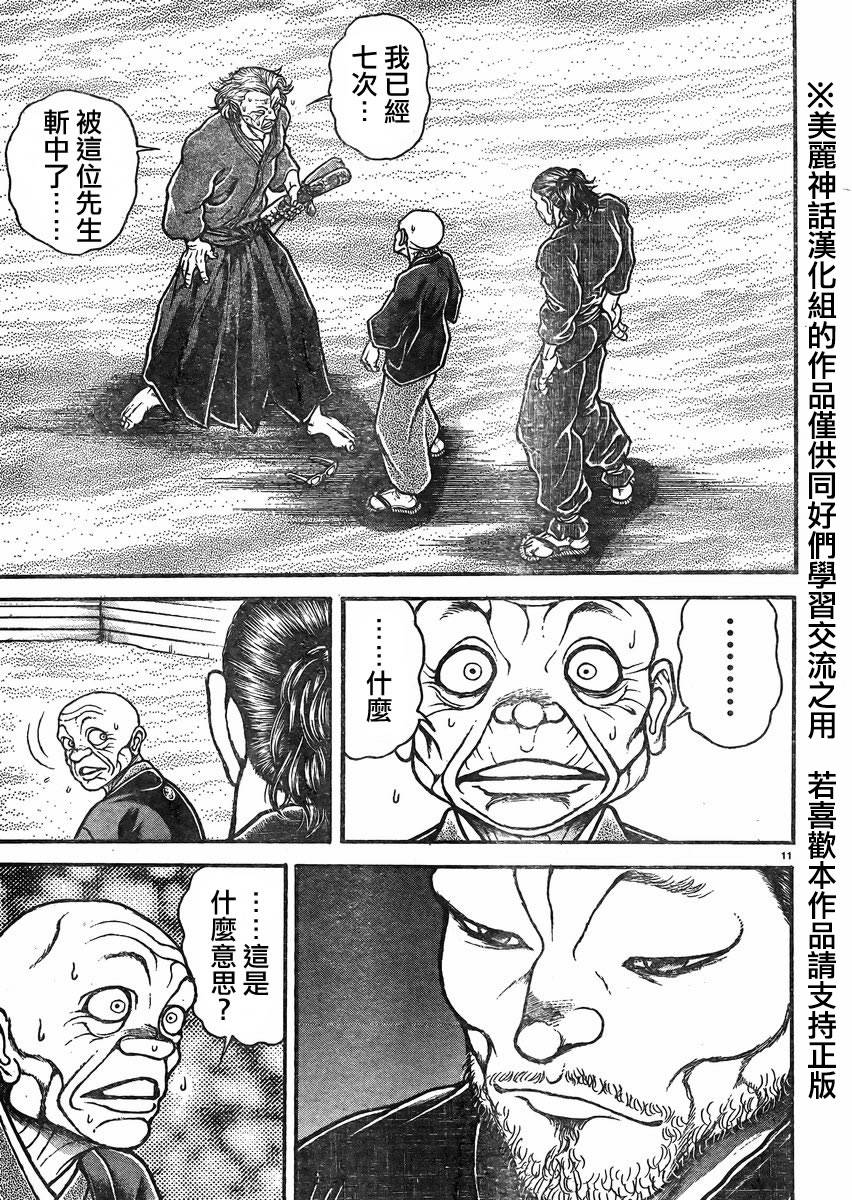 我已經
七次…
被這位先生
斬中了……
………
……什麼
11
……這是
什麼意思？
※美麗神話漢化組的作品僅供同好們學習交流之用　若喜歡本作品請支持正版